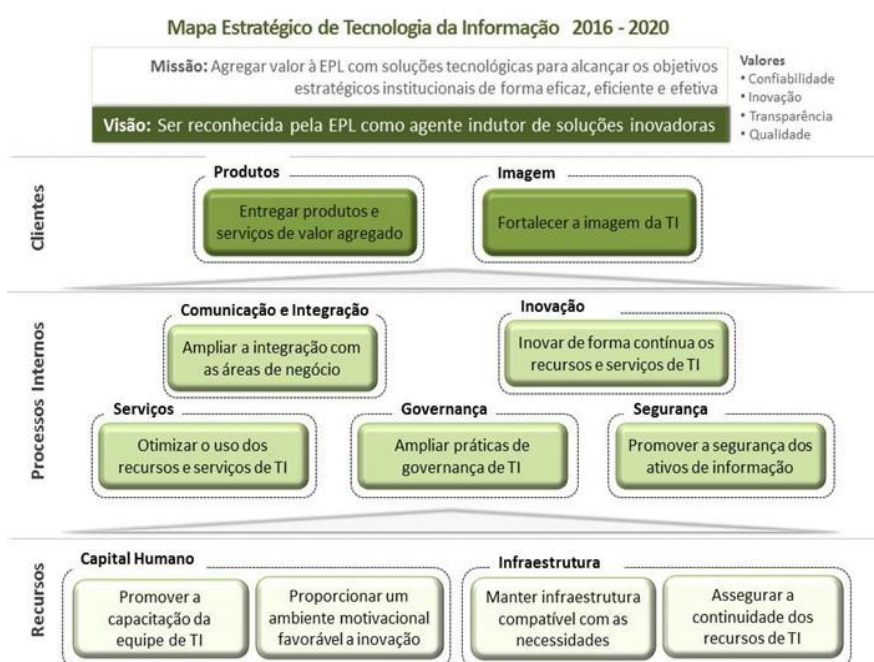 Mapa Estratégico de Tecnologia da Informação 2016 - 2020
Missão: Agregar valor à EPL com soluções tecnológicas para alcançar os objetivos
estratégicos institucionais de forma eficaz, eficiente e efetiva
Visão: Ser reconhecida pela EPL como agente indutor de soluções inovadoras
Valores
• Confiabilidade
• Inovação
• Transparência
• Qualidade
Clientes
Produtos
Entregar produtos e
serviços de valor agregado
Imagem
Fortalecer a imagem da TI
Processos Internos
Comunicação e Integração
Ampliar a integração com
as áreas de negócio
Inovação
Inovar de forma contínua os
recursos e serviços de TI
Serviços
Otimizar o uso dos
recursos e serviços de TI
Governança
Ampliar práticas de
governança de TI
Segurança
Promover a segurança dos
ativos de informação
Recursos
Capital Humano
Promover a
capacitação da
equipe de TI
Proporcionar um
ambiente motivacional
favorável a inovação
Infraestrutura
Manter infraestrutura
compatível com as
necessidades
Assegurar a
continuidade dos
recursos de TI